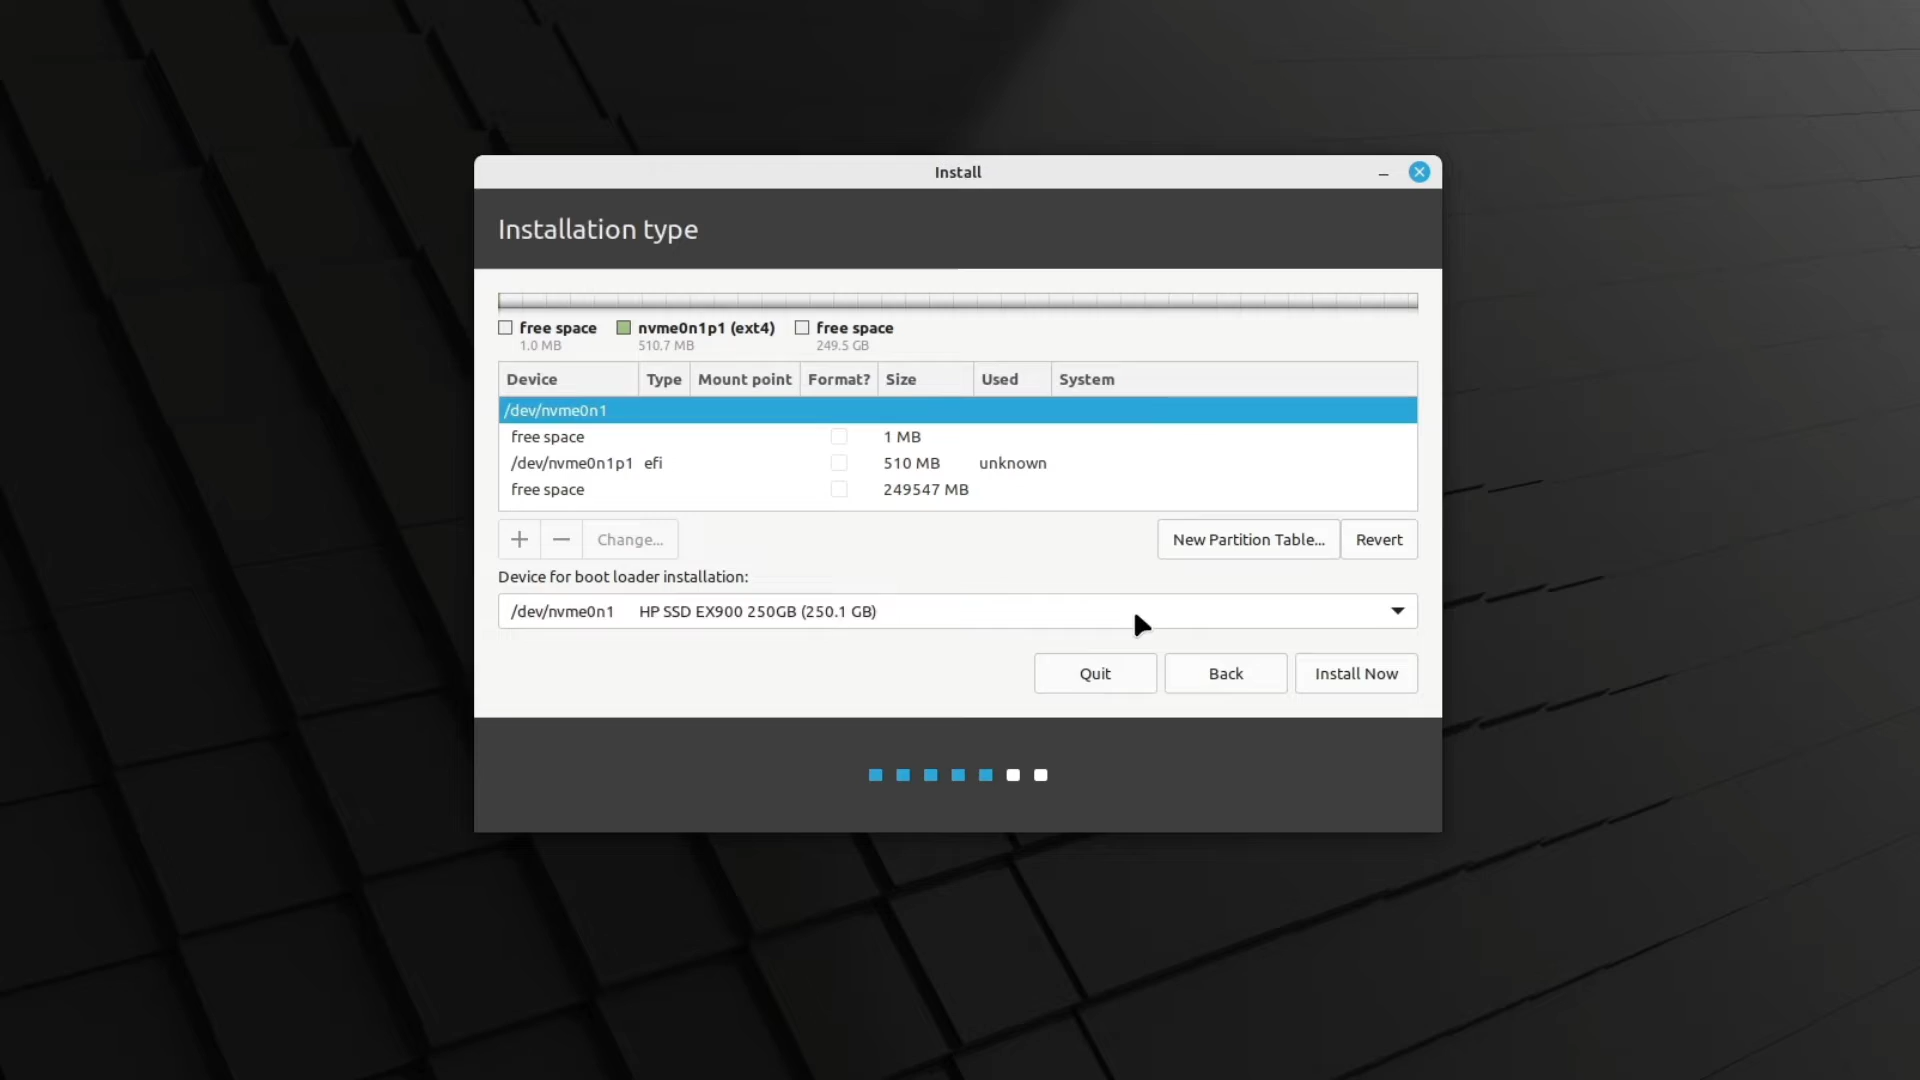 Install
Installation type
free space nvme0n1p1 (ext4) free space
1.0 MB 510.7 MB 249.5 GB
Device Type Mount point Format? Size Used System
/dev/nvme0n1
free space 1 MB
/dev/nvme0n1p1 efi 510 MB unknown
free space 249547 MB
+ − Change... New Partition Table... Revert
Device for boot loader installation:
/dev/nvme0n1 HP SSD EX900 250GB (250.1 GB)
Quit Back Install Now